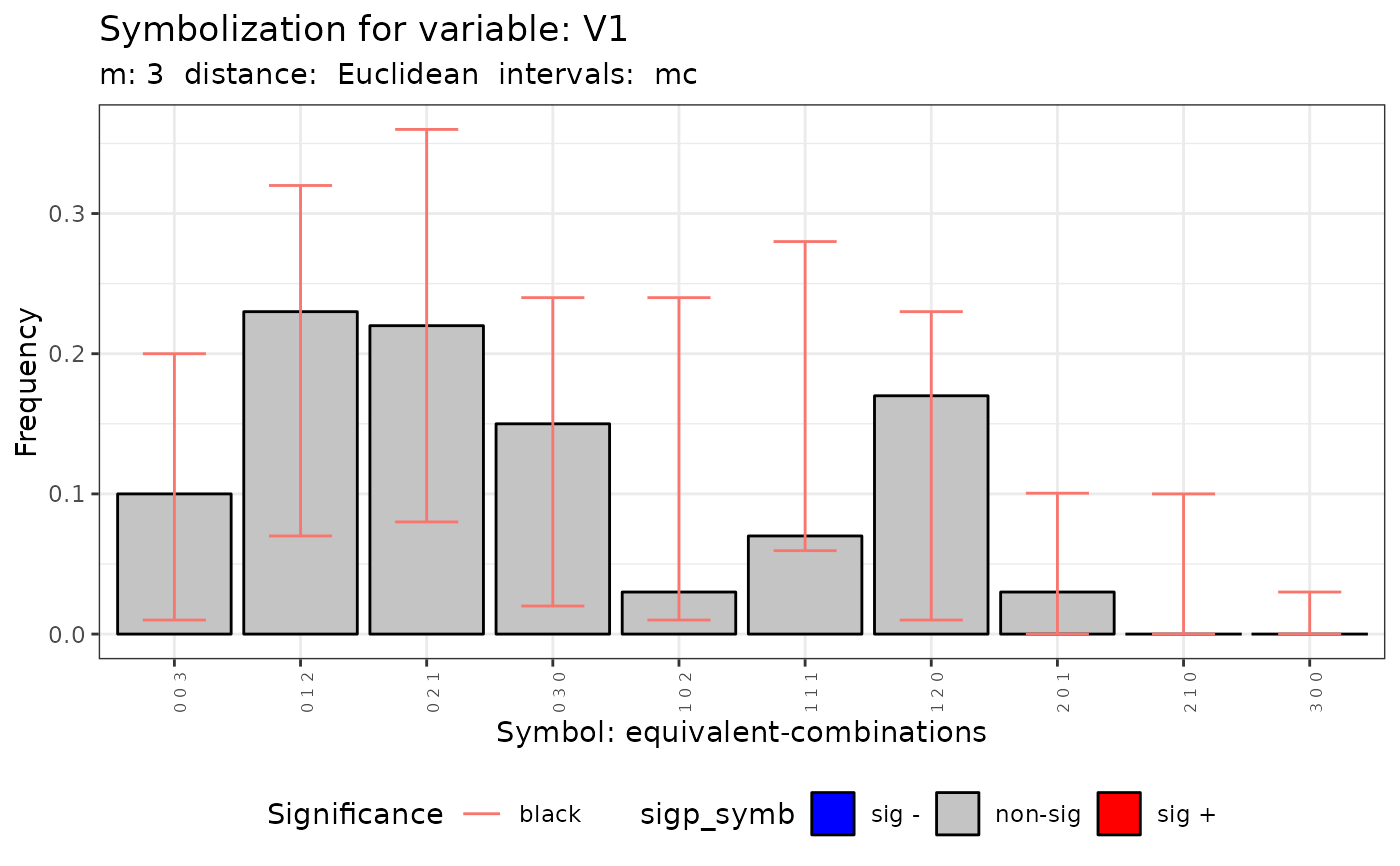 Symbolization for variable: V1
m: 3 distance: Euclidean intervals: mc
Frequency
0.3
0.2
0.1
0.0
0 0 3
0 1 2
0 2 1
0 3 0
1 0 2
1 1 1
1 2 0
2 0 1
2 1 0
3 0 0
Symbol: equivalent-combinations
Significance black sigp_symb sig - non-sig sig +